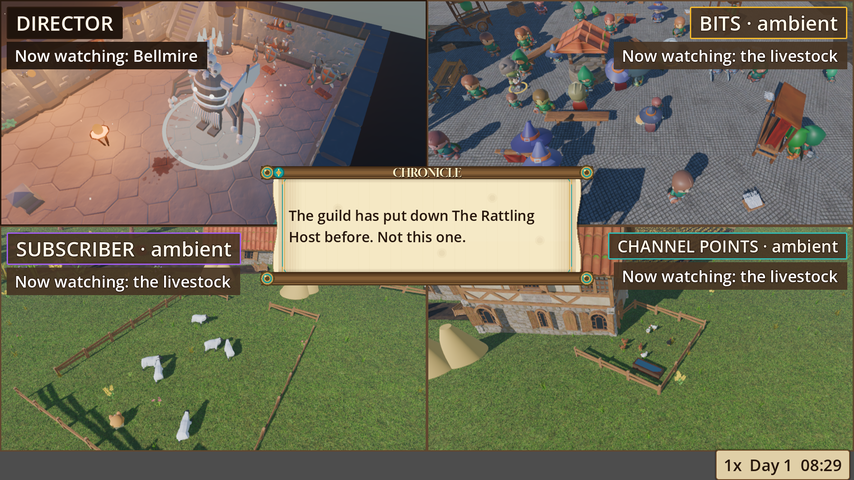 DIRECTOR
Now watching: Bellmire
BITS · ambient
Now watching: the livestock
CHRONICLE
The guild has put down The Rattling
Host before. Not this one.
SUBSCRIBER · ambient
Now watching: the livestock
CHANNEL POINTS · ambient
Now watching: the livestock
1x Day 1 08:29